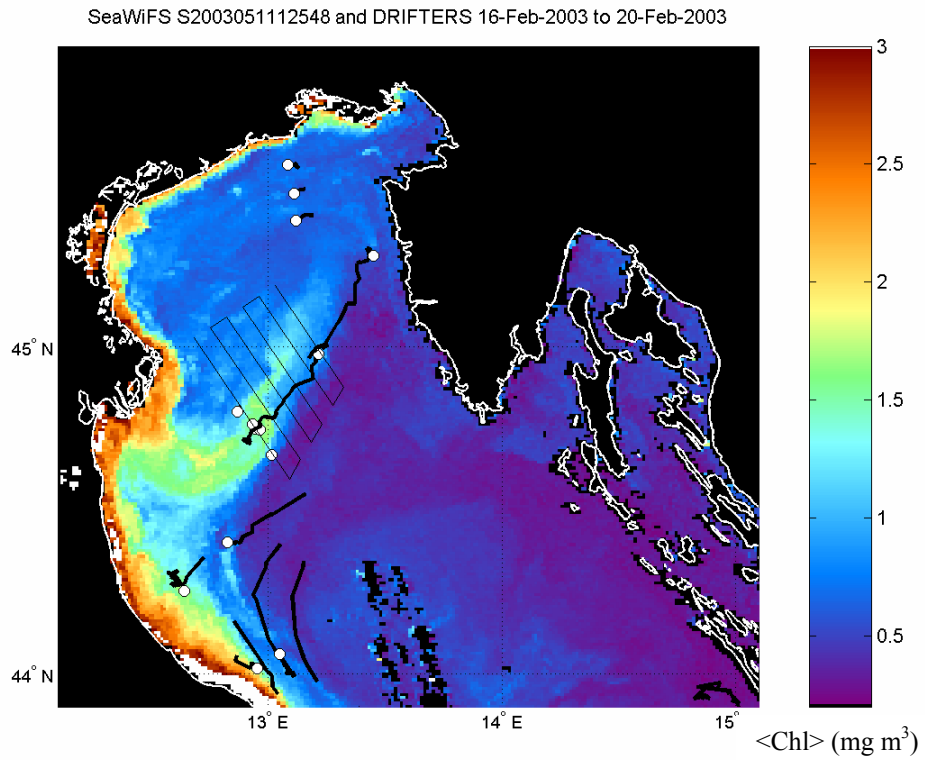 SeaWiFS S2003051112548 and DRIFTERS 16-Feb-2003 to 20-Feb-2003
3
2.5
2
1.5
1
0.5
45° N
44° N
13° E
14° E
15°
<Chl> (mg m³)